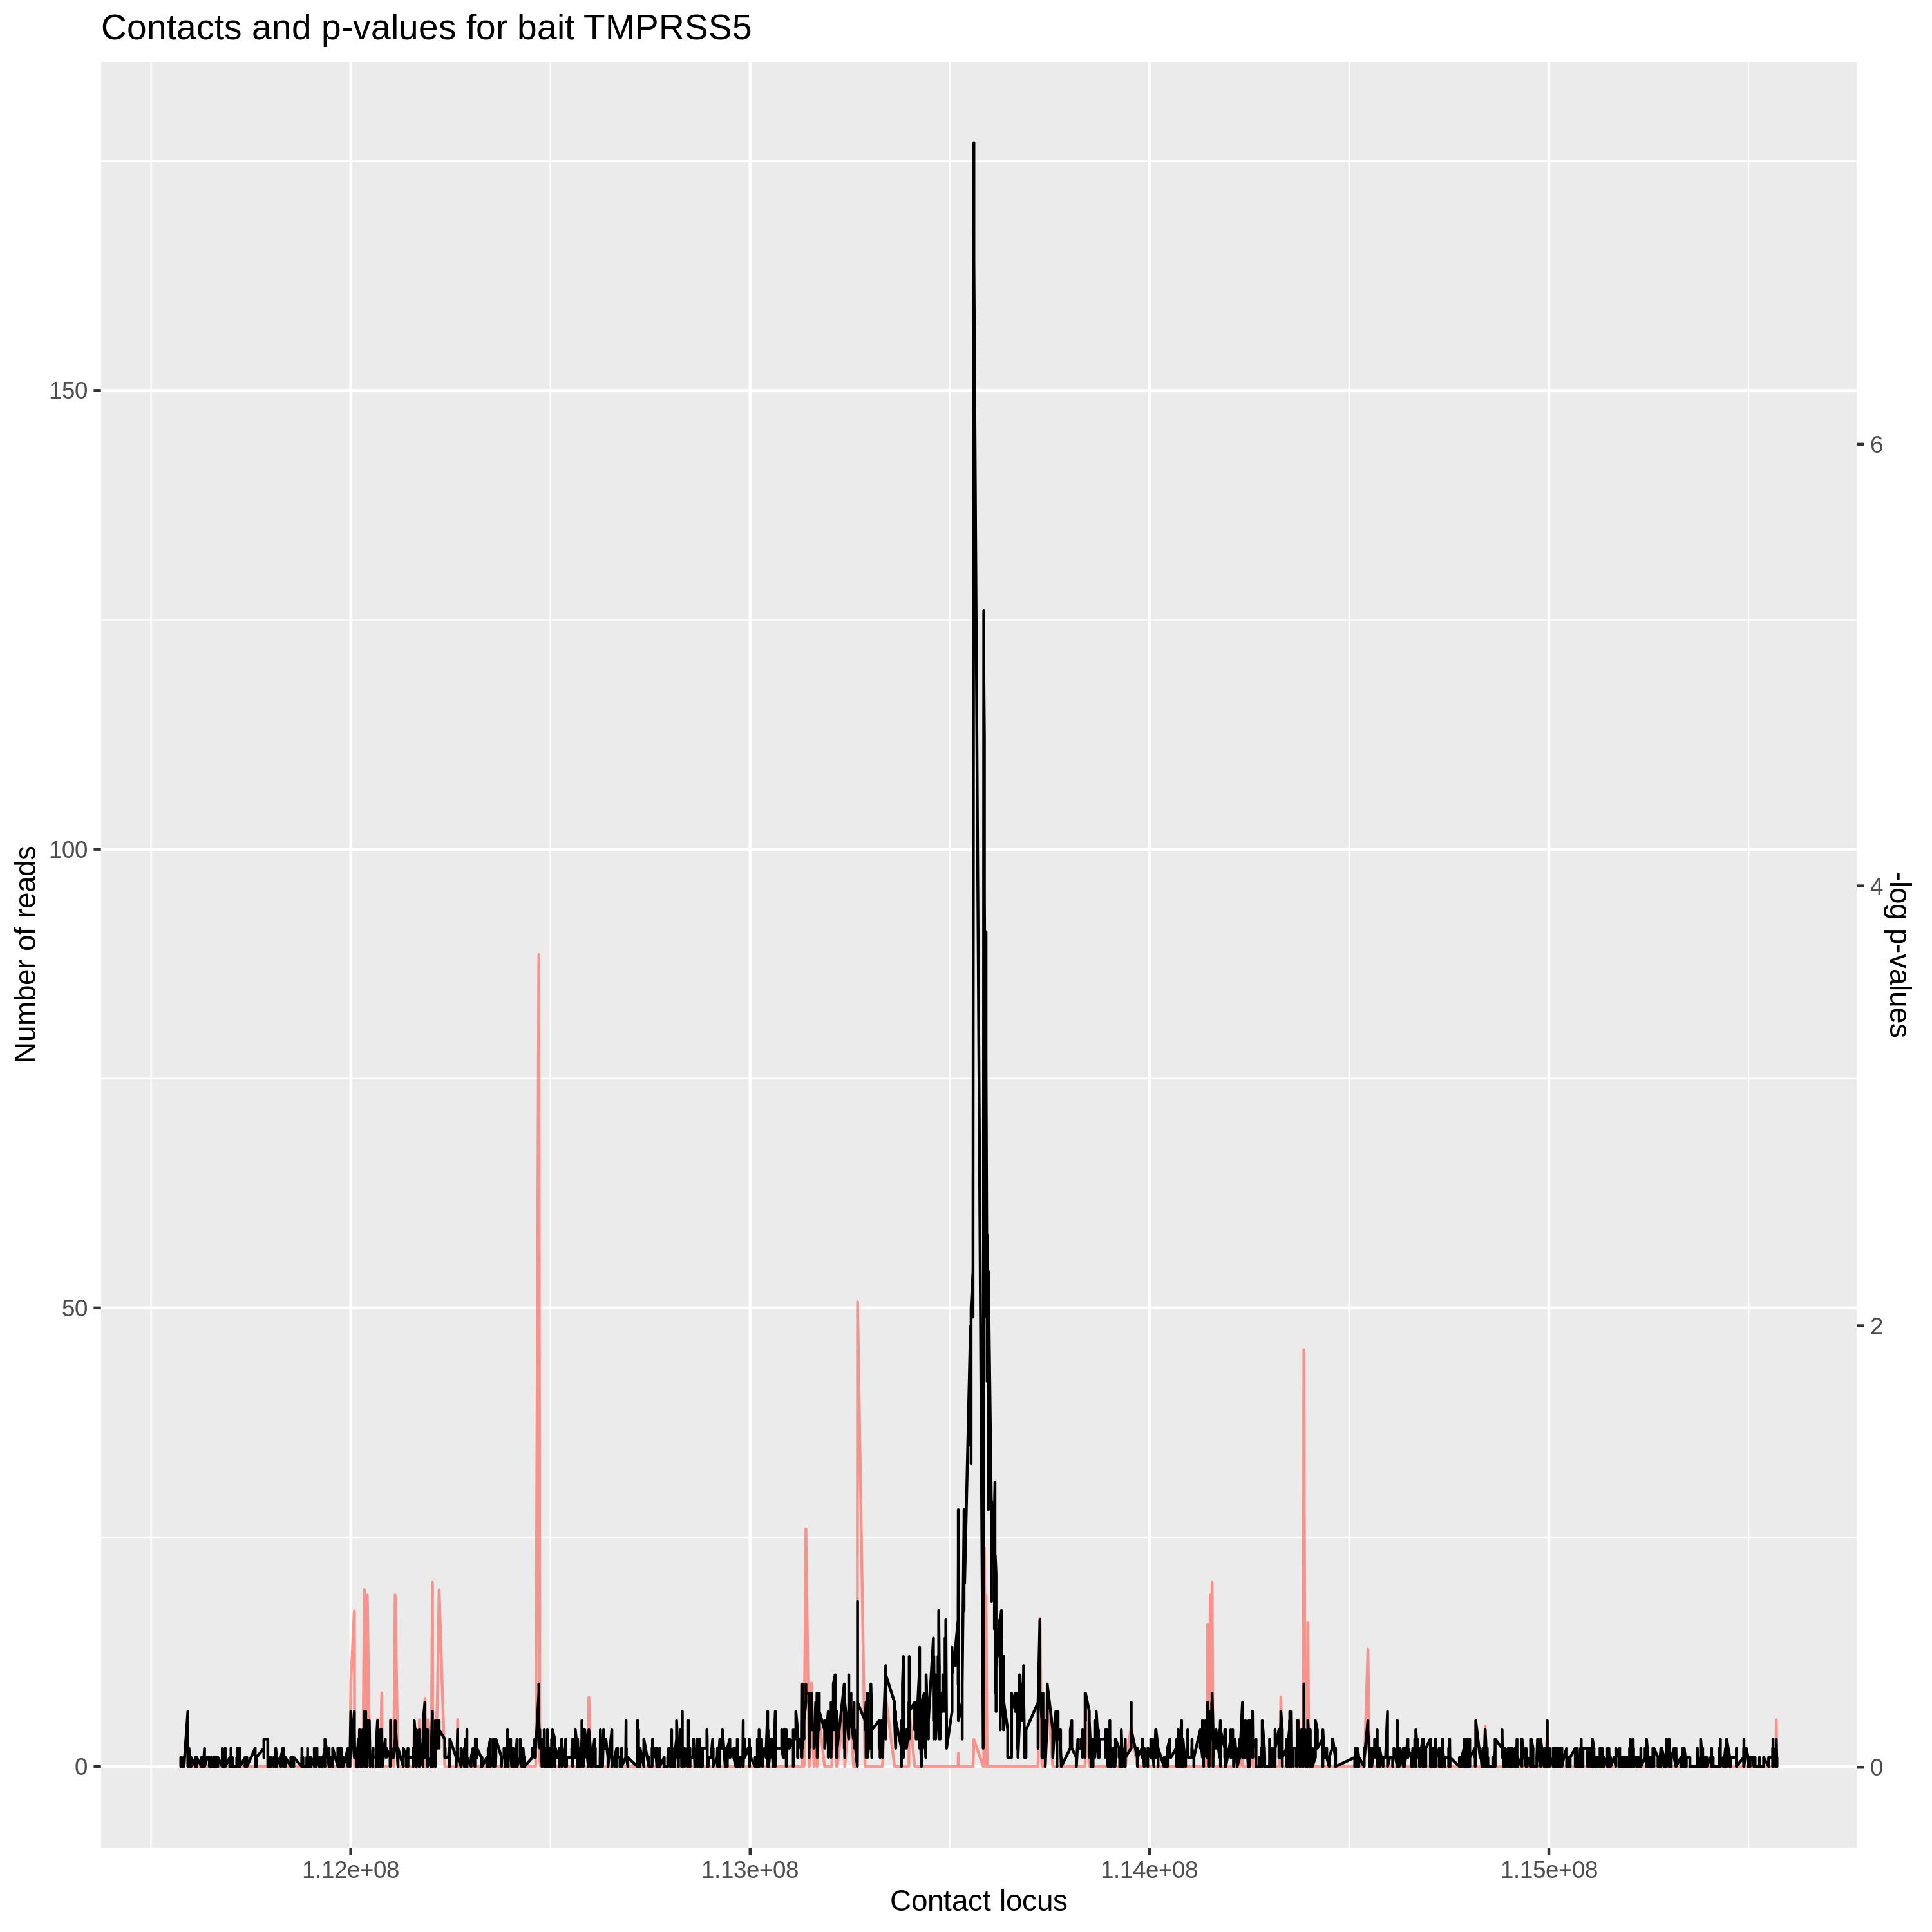 Contacts and p-values for bait TMPRSS5
150
100
50
0
Number of reads
6
4
2
0
-log p-values
1.12e+08
1.13e+08
1.14e+08
1.15e+08
Contact locus